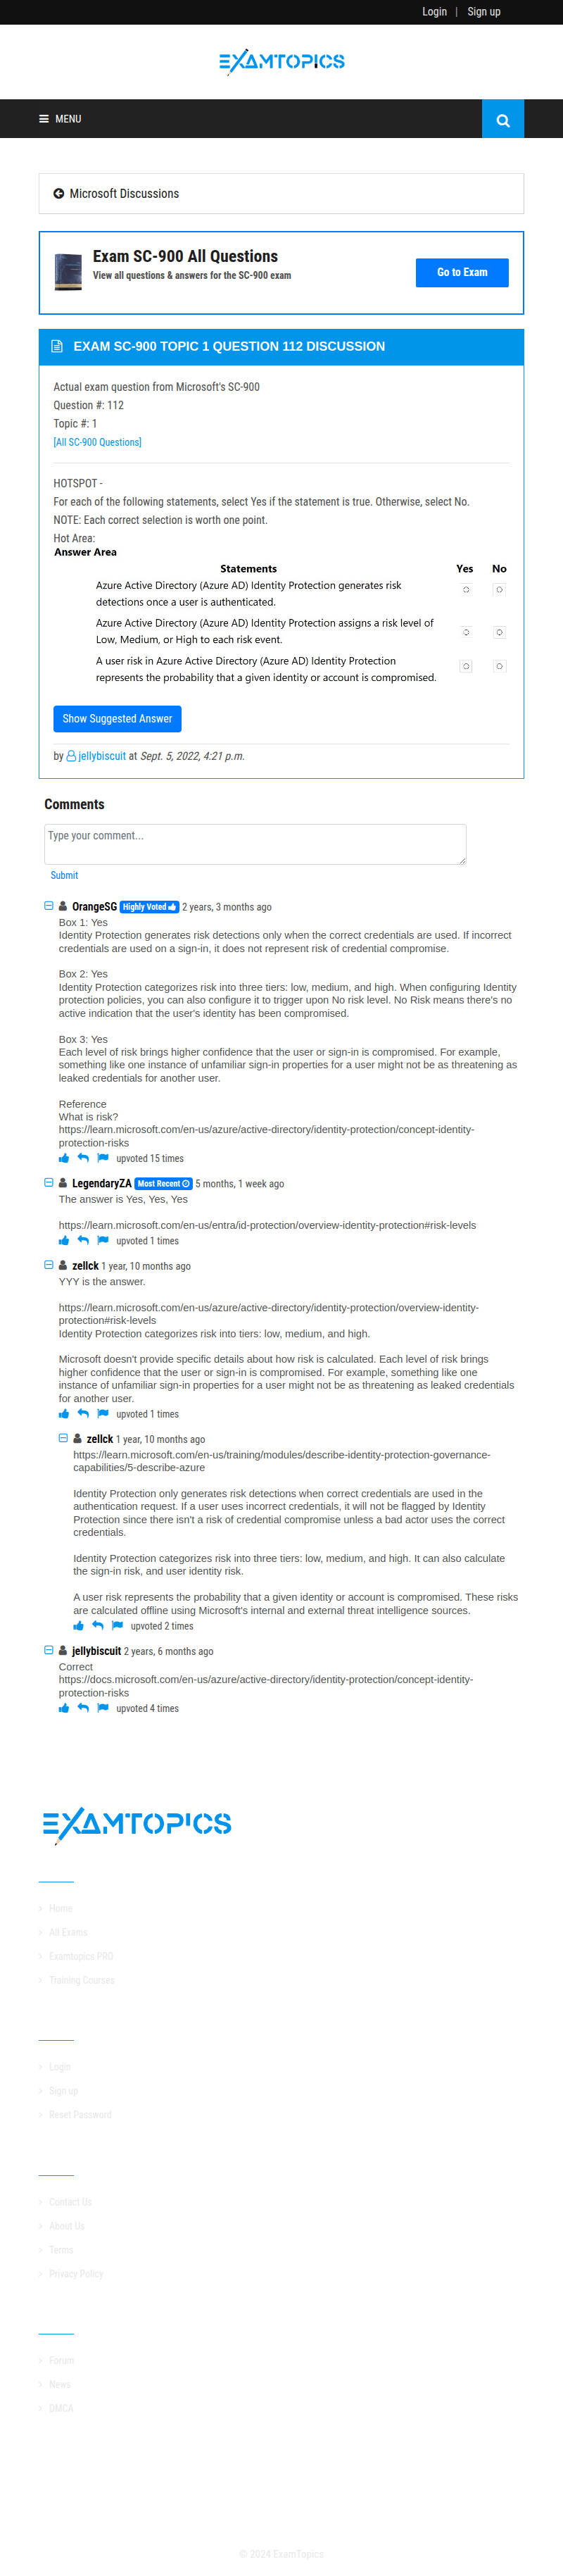 Login | Sign up
EXAMTOPICS
MENU
Microsoft Discussions
Exam SC-900 All Questions
View all questions & answers for the SC-900 exam
Go to Exam
EXAM SC-900 TOPIC 1 QUESTION 112 DISCUSSION
Actual exam question from Microsoft's SC-900
Question #: 112
Topic #: 1
[All SC-900 Questions]
HOTSPOT -
For each of the following statements, select Yes if the statement is true. Otherwise, select No.
NOTE: Each correct selection is worth one point.
Hot Area:
Answer Area
Statements Yes No
Azure Active Directory (Azure AD) Identity Protection generates risk
detections once a user is authenticated.
Azure Active Directory (Azure AD) Identity Protection assigns a risk level of
Low, Medium, or High to each risk event.
A user risk in Azure Active Directory (Azure AD) Identity Protection
represents the probability that a given identity or account is compromised.
Show Suggested Answer
by jellybiscuit at Sept. 5, 2022, 4:21 p.m.
Comments
Type your comment...
Submit
OrangeSG Highly Voted 2 years, 3 months ago
Box 1: Yes
Identity Protection generates risk detections only when the correct credentials are used. If incorrect
credentials are used on a sign-in, it does not represent risk of credential compromise.
Box 2: Yes
Identity Protection categorizes risk into three tiers: low, medium, and high. When configuring Identity
protection policies, you can also configure it to trigger upon No risk level. No Risk means there's no
active indication that the user's identity has been compromised.
Box 3: Yes
Each level of risk brings higher confidence that the user or sign-in is compromised. For example,
something like one instance of unfamiliar sign-in properties for a user might not be as threatening as
leaked credentials for another user.
Reference
What is risk?
https://learn.microsoft.com/en-us/azure/active-directory/identity-protection/concept-identity-
protection-risks
upvoted 15 times
LegendaryZA Most Recent 5 months, 1 week ago
The answer is Yes, Yes, Yes
https://learn.microsoft.com/en-us/entra/id-protection/overview-identity-protection#risk-levels
upvoted 1 times
zellck 1 year, 10 months ago
YYY is the answer.
https://learn.microsoft.com/en-us/azure/active-directory/identity-protection/overview-identity-
protection#risk-levels
Identity Protection categorizes risk into tiers: low, medium, and high.
Microsoft doesn't provide specific details about how risk is calculated. Each level of risk brings
higher confidence that the user or sign-in is compromised. For example, something like one
instance of unfamiliar sign-in properties for a user might not be as threatening as leaked credentials
for another user.
upvoted 1 times
zellck 1 year, 10 months ago
https://learn.microsoft.com/en-us/training/modules/describe-identity-protection-governance-
capabilities/5-describe-azure
Identity Protection only generates risk detections when correct credentials are used in the
authentication request. If a user uses incorrect credentials, it will not be flagged by Identity
Protection since there isn't a risk of credential compromise unless a bad actor uses the correct
credentials.
Identity Protection categorizes risk into three tiers: low, medium, and high. It can also calculate
the sign-in risk, and user identity risk.
A user risk represents the probability that a given identity or account is compromised. These risks
are calculated offline using Microsoft's internal and external threat intelligence sources.
upvoted 2 times
jellybiscuit 2 years, 6 months ago
Correct
https://docs.microsoft.com/en-us/azure/active-directory/identity-protection/concept-identity-
protection-risks
upvoted 4 times
EXAMTOPICS
Home
All Exams
Examtopics PRO
Training Courses
Login
Sign up
Reset Password
Contact Us
About Us
Terms
Privacy Policy
Forum
News
DMCA
© 2024 ExamTopics